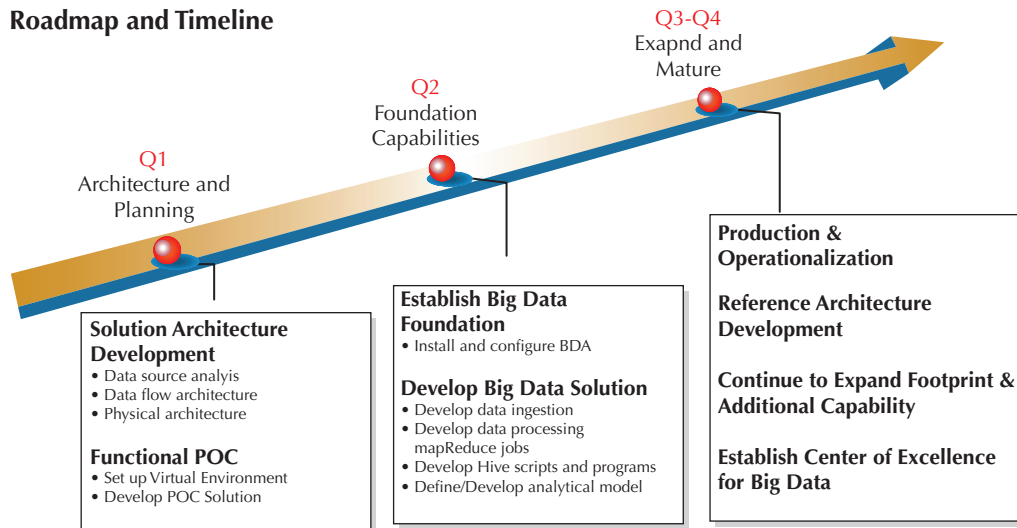 Roadmap and Timeline
Q1
Architecture and
Planning
Q2
Foundation
Capabilities
Q3-Q4
Exapnd and
Mature
Solution Architecture
Development
• Data source analyis
• Data flow architecture
• Physical architecture
Functional POC
• Set up Virtual Environment
• Develop POC Solution
Establish Big Data
Foundation
• Install and configure BDA
Develop Big Data Solution
• Develop data ingestion
• Develop data processing
mapReduce jobs
• Develop Hive scripts and programs
• Define/Develop analytical model
Production &
Operationalization
Reference Architecture
Development
Continue to Expand Footprint &
Additional Capability
Establish Center of Excellence
for Big Data